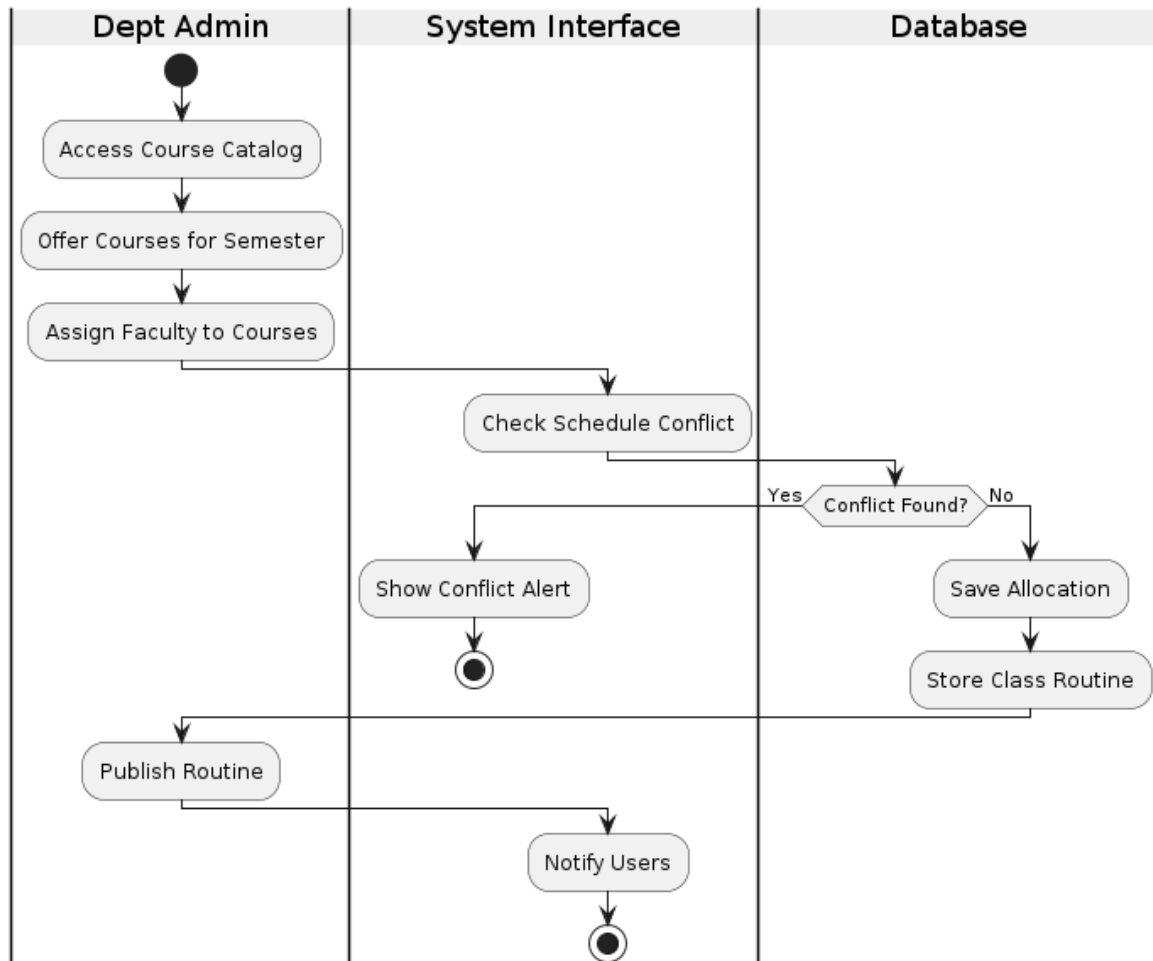 Dept Admin
System Interface
Database
Access Course Catalog
Offer Courses for Semester
Assign Faculty to Courses
Check Schedule Conflict
Yes
Conflict Found?
No
Show Conflict Alert
Save Allocation
Store Class Routine
Publish Routine
Notify Users